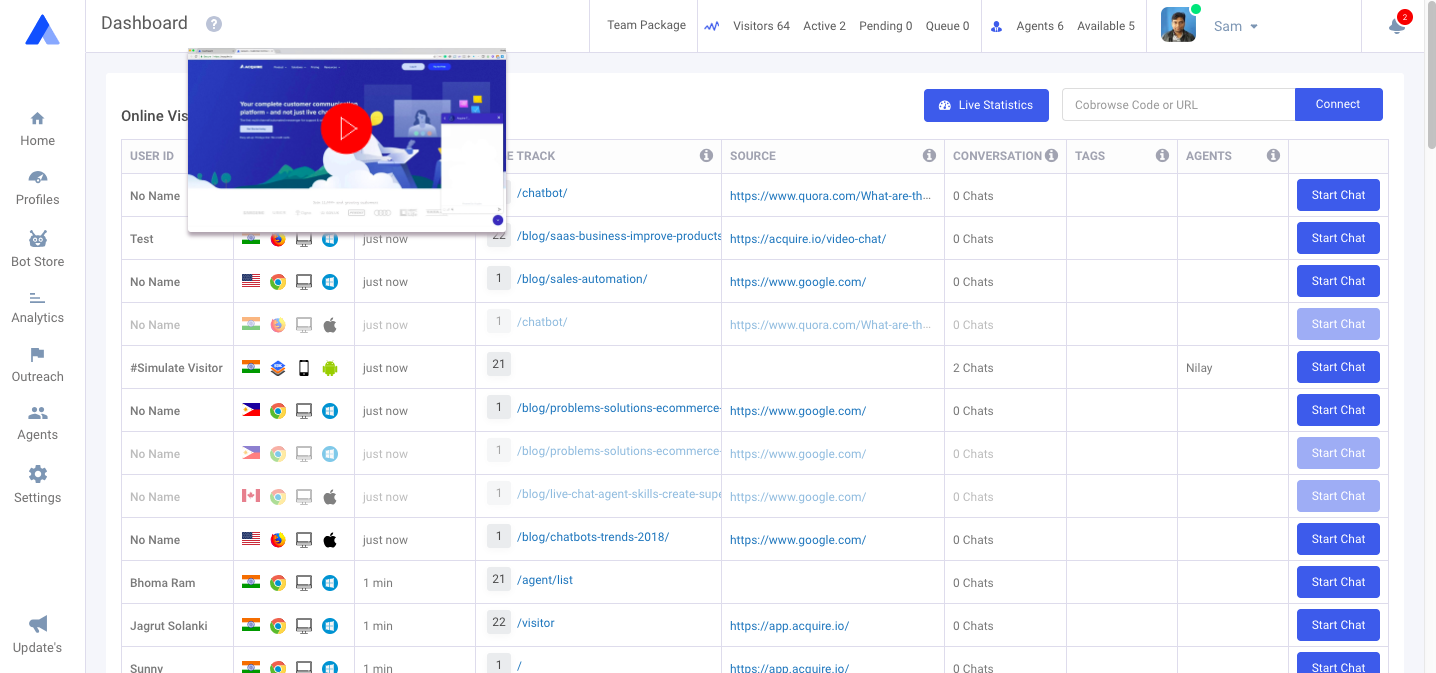 Dashboard
?
Team Package
Visitors 64 Active 2 Pending 0 Queue 0
Agents 6 Available 5
Sam
2
Home
Profiles
Bot Store
Analytics
Outreach
Agents
Settings
Update's
ACQUIRE
Your complete customer communication
platform - and not just live chat
Online Vis
Live Statistics
Cobrowse Code or URL
Connect
USER ID E TRACK SOURCE CONVERSATION TAGS AGENTS
No Name /chatbot/ https://www.quora.com/What-are-th... 0 Chats Start Chat
Test just now 22 /blog/saas-business-improve-products https://acquire.io/video-chat/ 0 Chats Start Chat
No Name just now 1 /blog/sales-automation/ https://www.google.com/ 0 Chats Start Chat
No Name just now 1 /chatbot/ https://www.quora.com/What-are-th... 0 Chats Start Chat
#Simulate Visitor just now 21 2 Chats Nilay Start Chat
No Name just now 1 /blog/problems-solutions-ecommerce- https://www.google.com/ 0 Chats Start Chat
No Name just now 1 /blog/problems-solutions-ecommerce- https://www.google.com/ 0 Chats Start Chat
No Name just now 1 /blog/live-chat-agent-skills-create-supe https://www.google.com/ 0 Chats Start Chat
No Name just now 1 /blog/chatbots-trends-2018/ https://www.google.com/ 0 Chats Start Chat
Bhoma Ram 1 min 21 /agent/list 0 Chats Start Chat
Jagrut Solanki 1 min 22 /visitor https://app.acquire.io/ 0 Chats Start Chat
Sunny 1 min 1 / https://app.acquire.io/ 0 Chats Start Chat